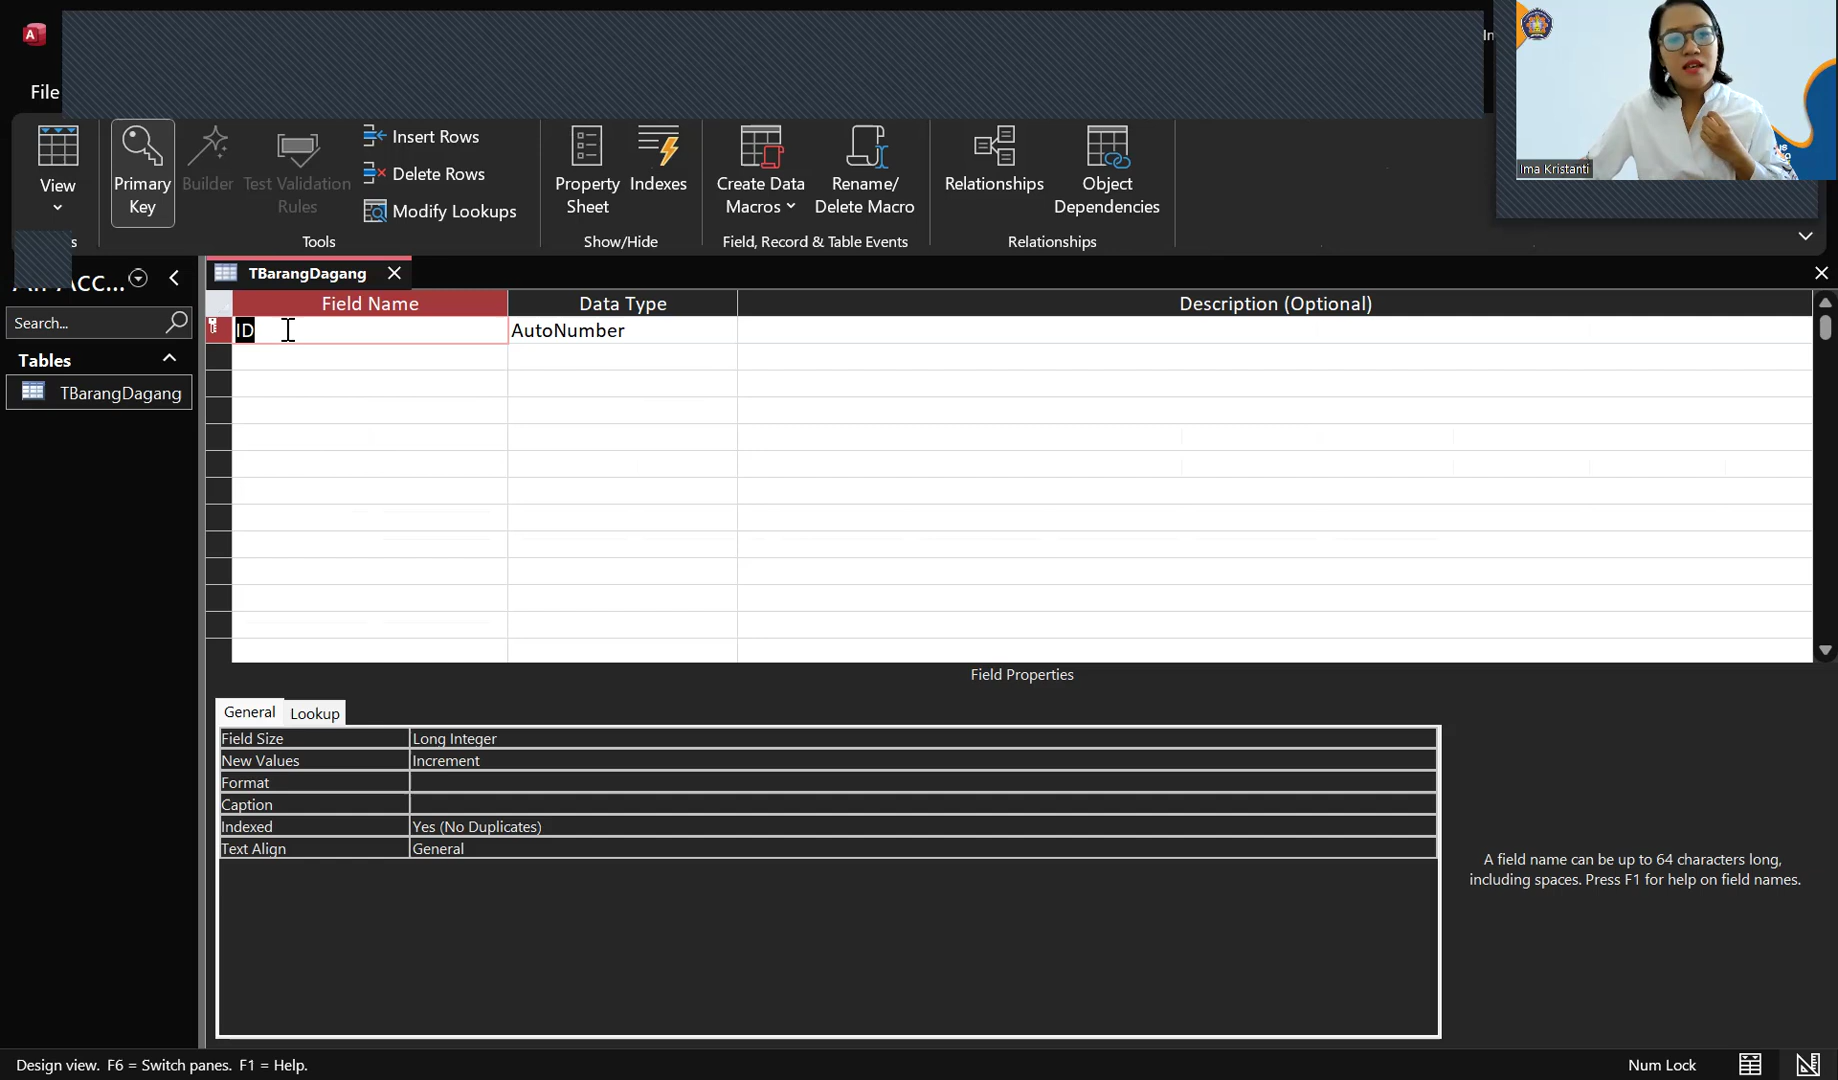 File
View
Primary
Key
Builder
Test Validation
Rules
Insert Rows
Delete Rows
Modify Lookups
Tools
Property
Sheet
Indexes
Show/Hide
Create Data
Macros
Rename/
Delete Macro
Field, Record & Table Events
Relationships
Object
Dependencies
Relationships
Ima Kristanti
Search...
Tables
TBarangDagang
TBarangDagang
Field Name
Data Type
Description (Optional)
ID
AutoNumber
Field Properties
General
Lookup
Field Size
Long Integer
New Values
Increment
Format
Caption
Indexed
Yes (No Duplicates)
Text Align
General
A field name can be up to 64 characters long,
including spaces. Press F1 for help on field names.
Design view. F6 = Switch panes. F1 = Help.
Num Lock